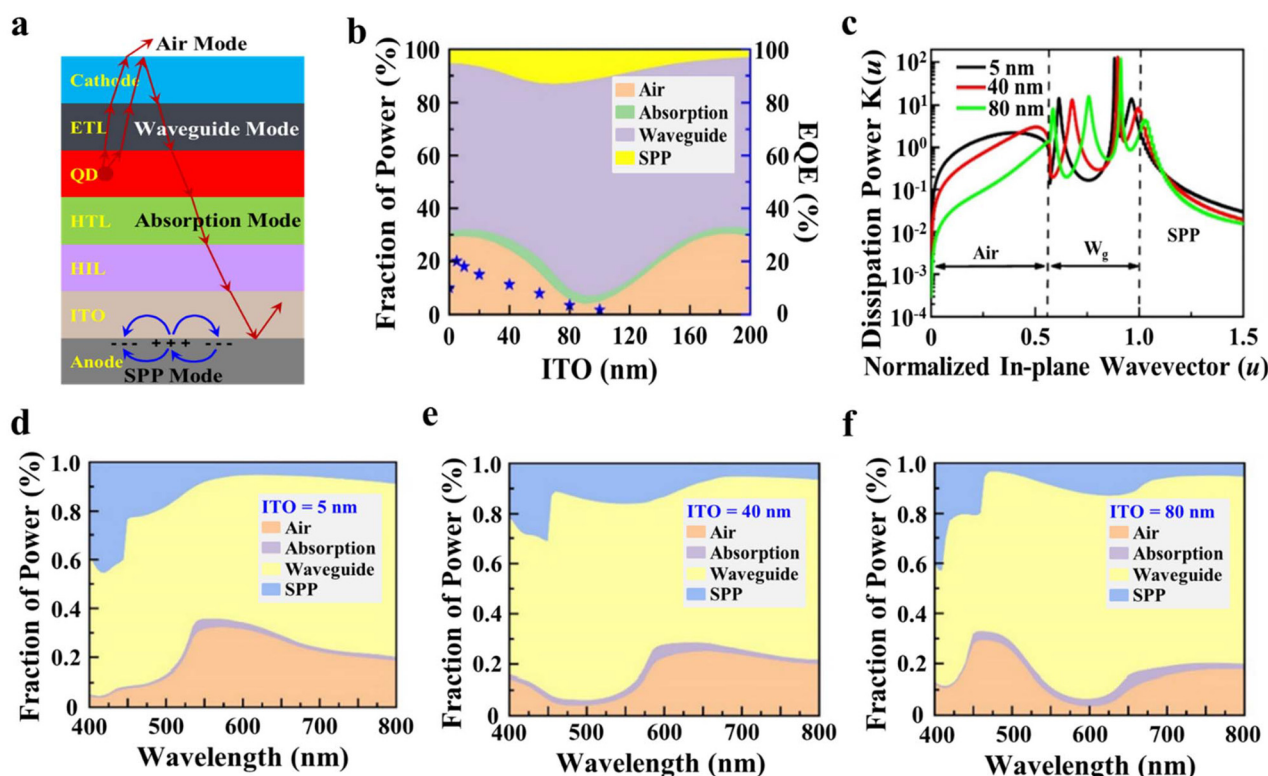 a
Air Mode
Cathode
ETL
Waveguide Mode
QD
HTL
Absorption Mode
HIL
ITO
- - - + + + - - -
Anode
SPP Mode
b
Fraction of Power (%)
100
80
60
40
20
0
Air
Absorption
Waveguide
SPP
100
80
60
40
20
0
EQE (%)
0 40 80 120 160 200
ITO (nm)
c
Dissipation Power K(u)
10²
10¹
10⁰
10⁻¹
10⁻²
10⁻³
10⁻⁴
5 nm
40 nm
80 nm
Air
Wg
SPP
0 0.5 1.0 1.5
Normalized In-plane Wavevector (u)
d
Fraction of Power (%)
1.0
0.8
0.6
0.4
0.2
0
ITO = 5 nm
Air
Absorption
Waveguide
SPP
400 500 600 700 800
Wavelength (nm)
e
Fraction of Power (%)
1.0
0.8
0.6
0.4
0.2
0
ITO = 40 nm
Air
Absorption
Waveguide
SPP
400 500 600 700 800
Wavelength (nm)
f
Fraction of Power (%)
1.0
0.8
0.6
0.4
0.2
0
ITO = 80 nm
Air
Absorption
Waveguide
SPP
400 500 600 700 800
Wavelength (nm)